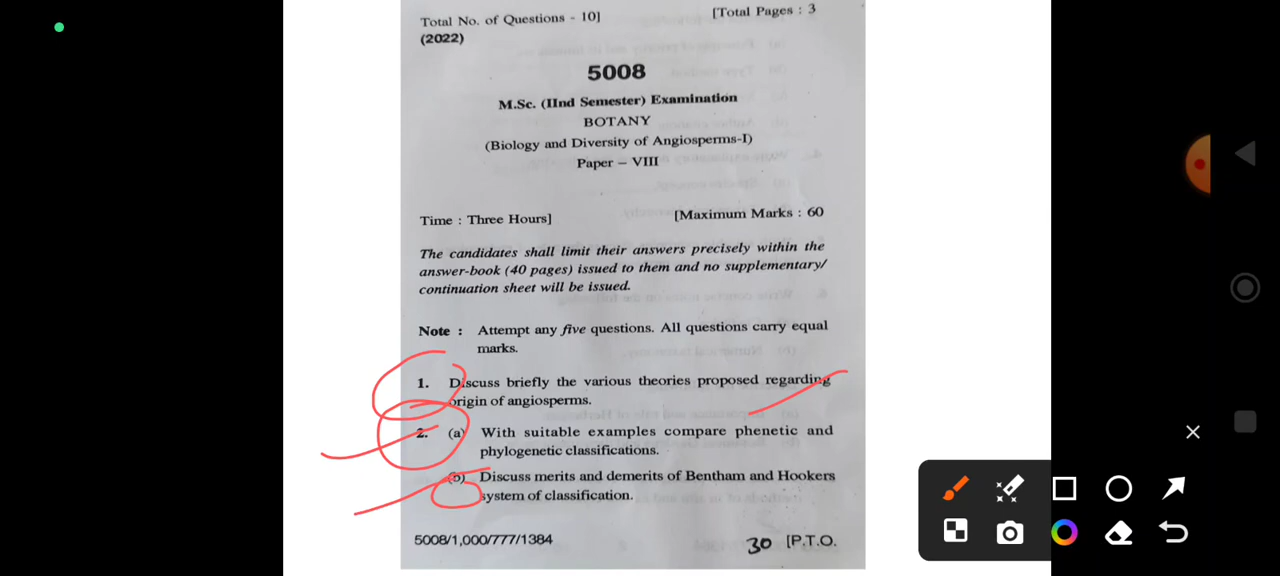 Total No. of Questions - 10]
[Total Pages : 3
(2022)
5008
M.Sc. (IInd Semester) Examination
BOTANY
(Biology and Diversity of Angiosperms-I)
Paper – VIII
Time : Three Hours]
[Maximum Marks : 60
The candidates shall limit their answers precisely within the
answer-book (40 pages) issued to them and no supplementary/
continuation sheet will be issued.
Note : Attempt any five questions. All questions carry equal
marks.
1. Discuss briefly the various theories proposed regarding
origin of angiosperms.
2. (a) With suitable examples compare phenetic and
phylogenetic classifications.
(b) Discuss merits and demerits of Bentham and Hookers
system of classification.
5008/1,000/777/1384
30 [P.T.O.